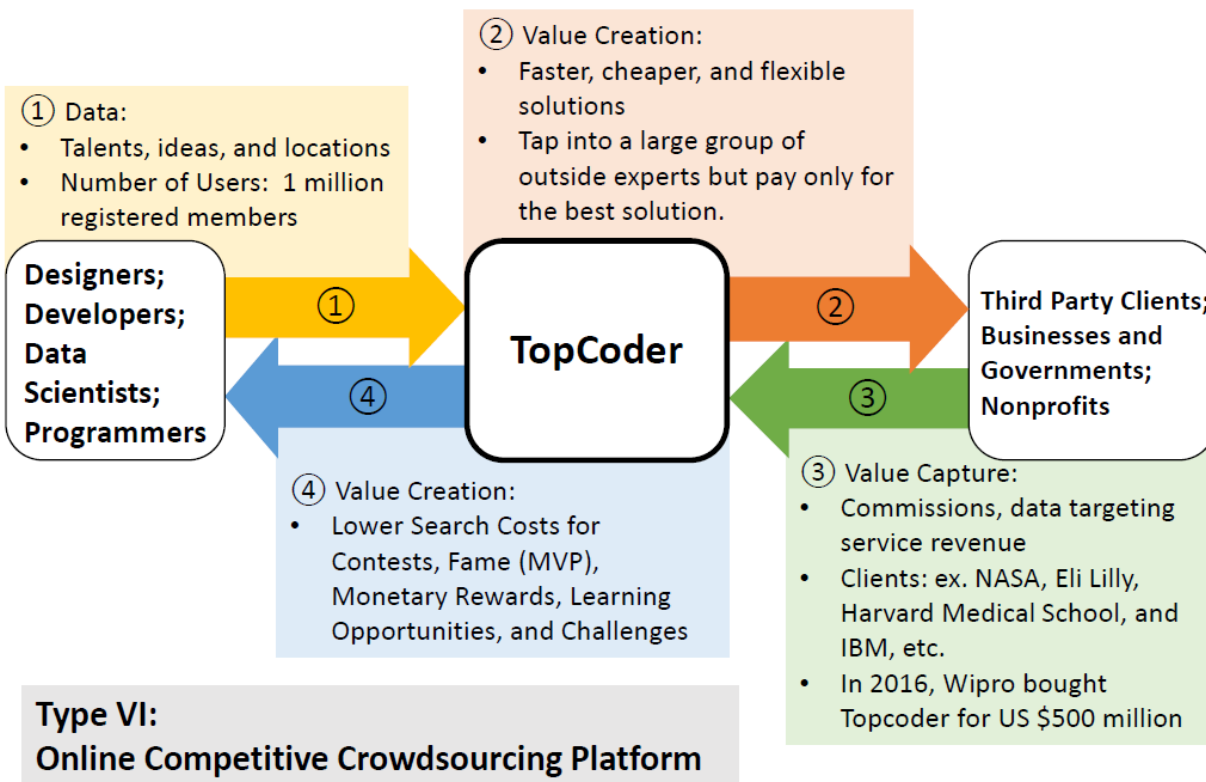 ② Value Creation:
• Faster, cheaper, and flexible
solutions
• Tap into a large group of
outside experts but pay only for
the best solution.
① Data:
• Talents, ideas, and locations
• Number of Users:  1 million
registered members
Designers;
Developers;
Data
Scientists;
Programmers
①
④
TopCoder
②
③
Third Party Clients;
Businesses and
Governments;
Nonprofits
④ Value Creation:
• Lower Search Costs for
Contests, Fame (MVP),
Monetary Rewards, Learning
Opportunities, and Challenges
③ Value Capture:
• Commissions, data targeting
service revenue
• Clients: ex. NASA, Eli Lilly,
Harvard Medical School, and
IBM, etc.
• In 2016, Wipro bought
Topcoder for US $500 million
Type VI:
Online Competitive Crowdsourcing Platform